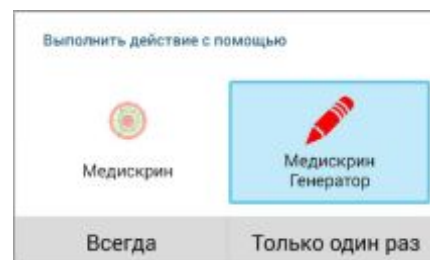 Выполнить действие с помощью
Медискрин
Медискрин
Генератор
Всегда
Только один раз